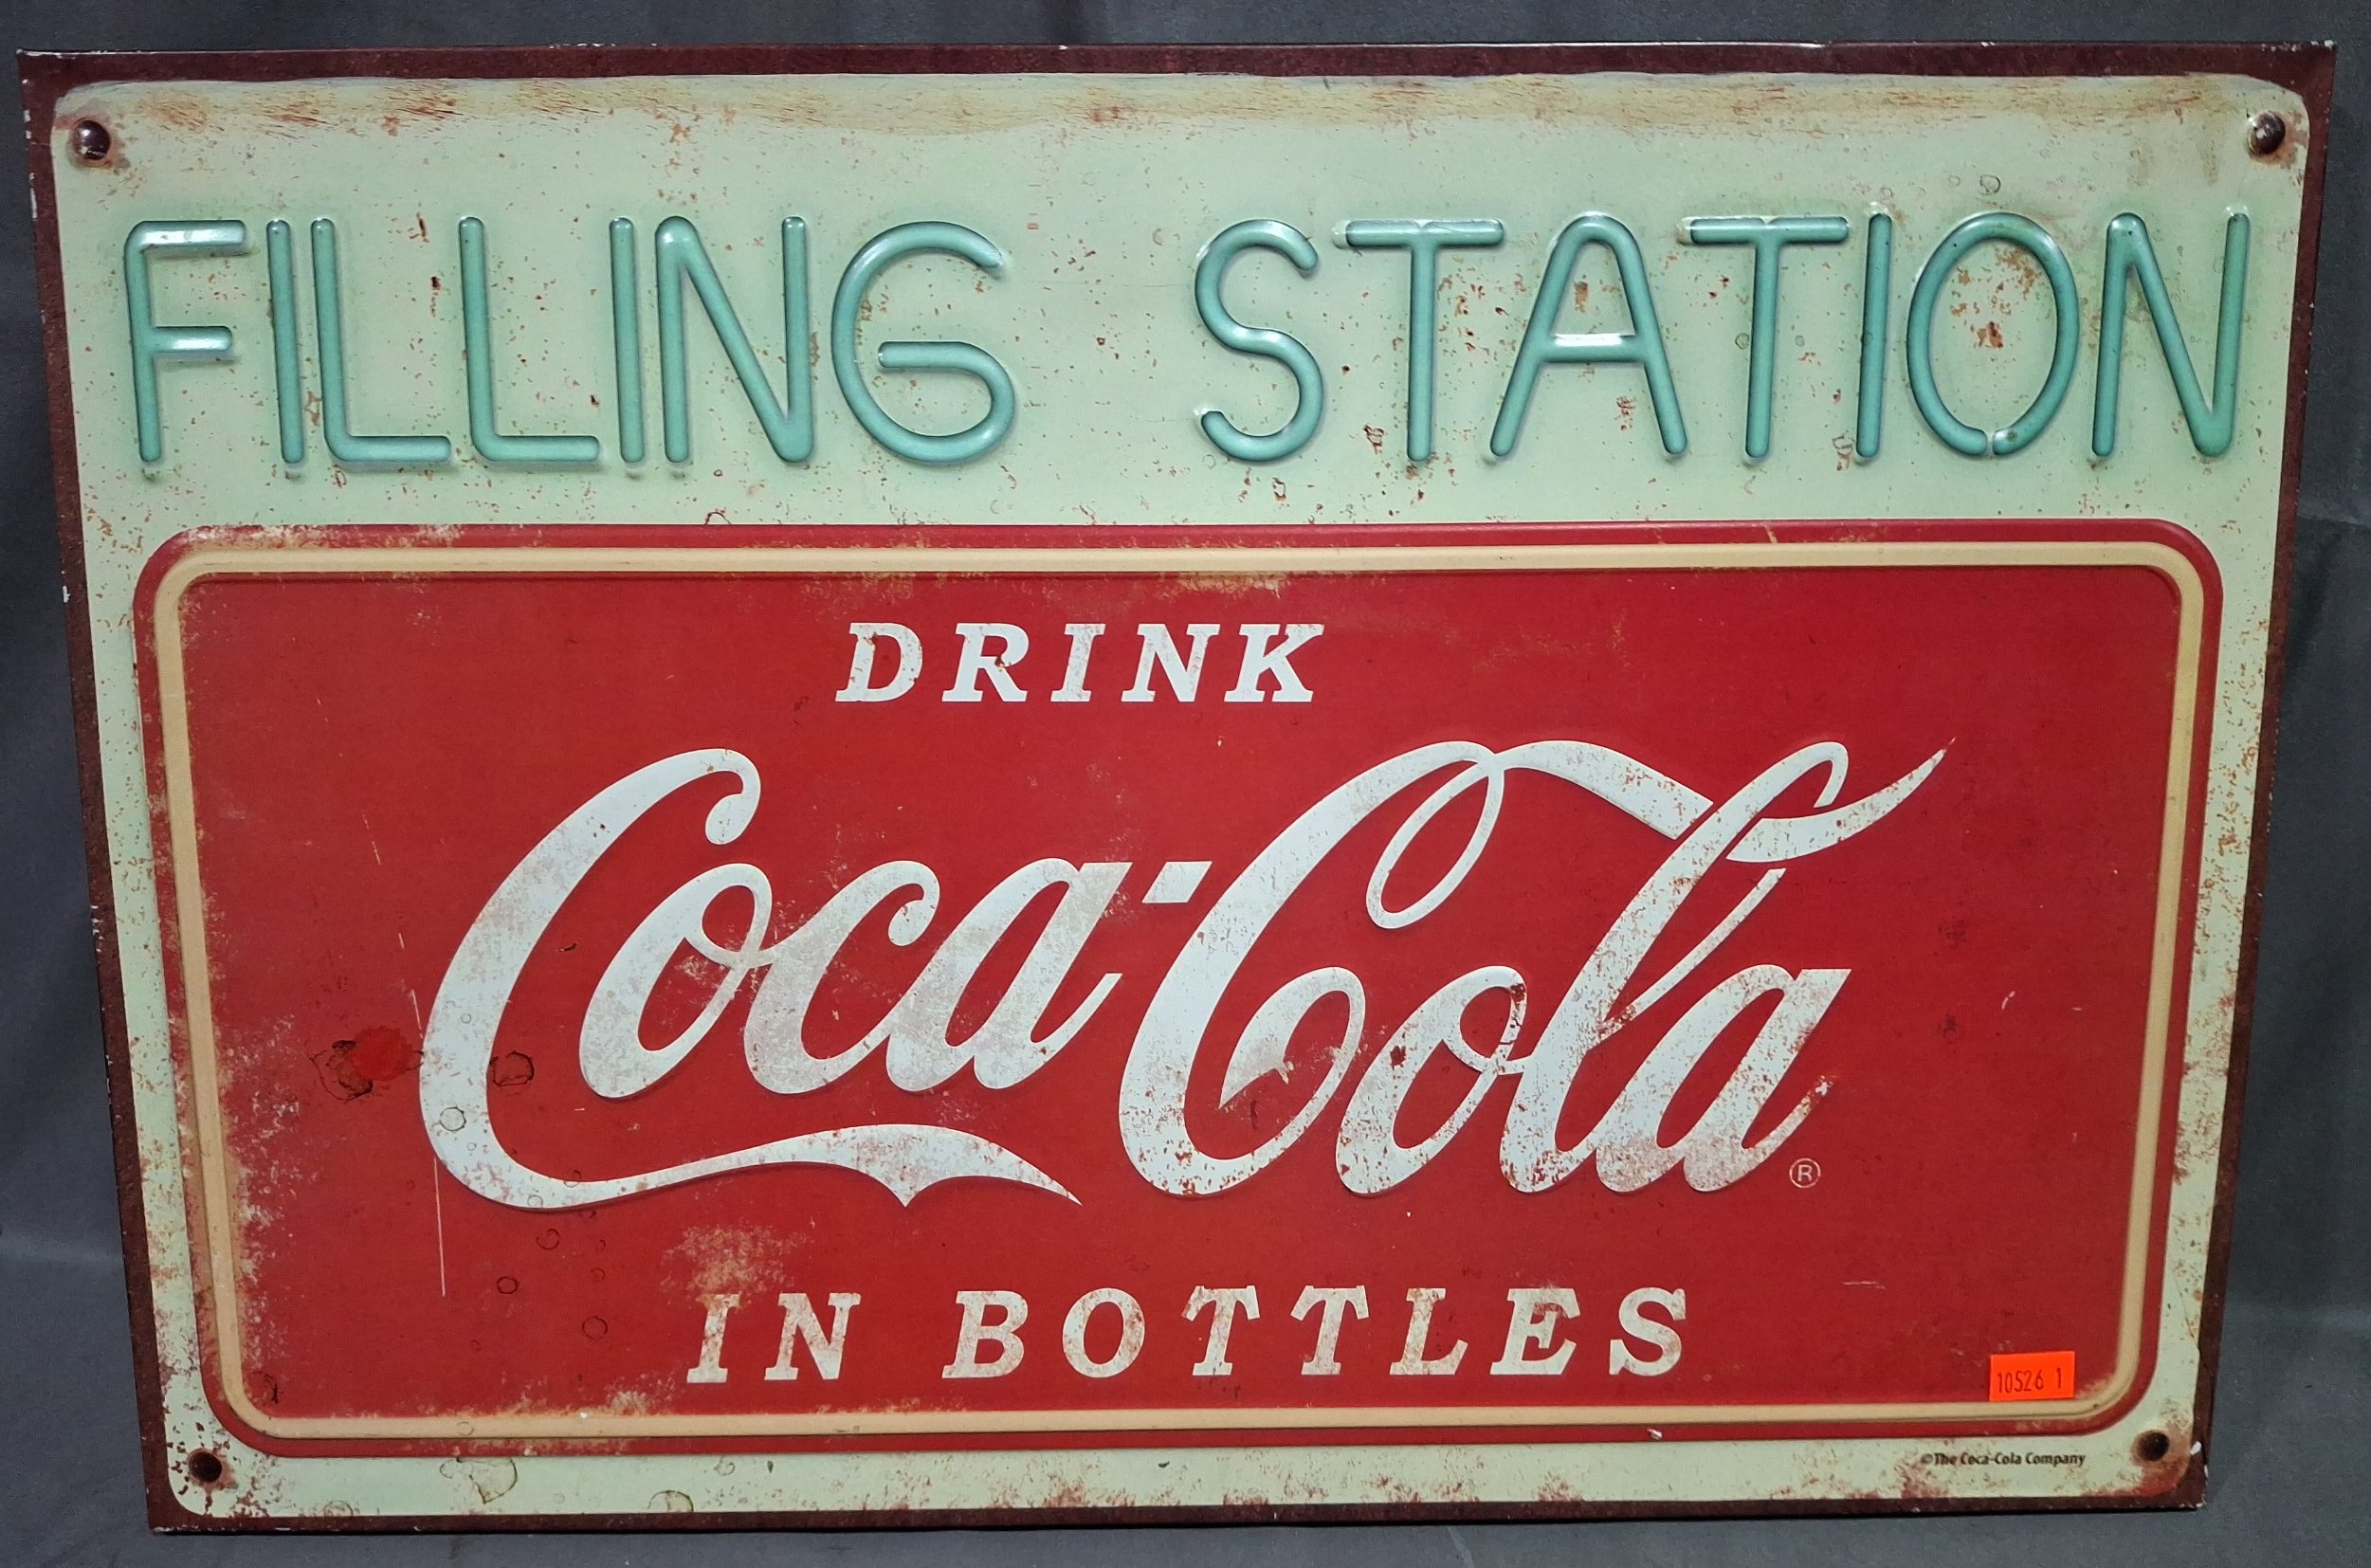 FILLING STATION
DRINK
Coca-Cola
®
IN BOTTLES
10526 1
©The Coca-Cola Company